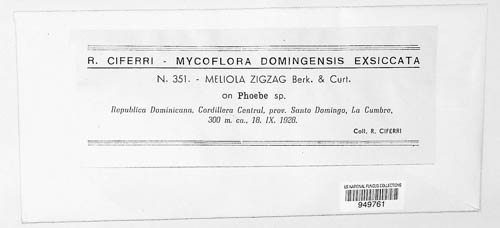 R. CIFERRI - MYCOFLORA DOMINGENSIS EXSICCATA
N. 351. - MELIOLA ZIGZAG Berk. & Curt.
on Phoebe sp.
Republica Dominicana. Cordillera Central, prov. Santo Domingo, La Cumbre,
300 m. ca., 16. IX. 1926.
Coll. R. CIFERRI
US NATIONAL FUNGUS COLLECTIONS
949761